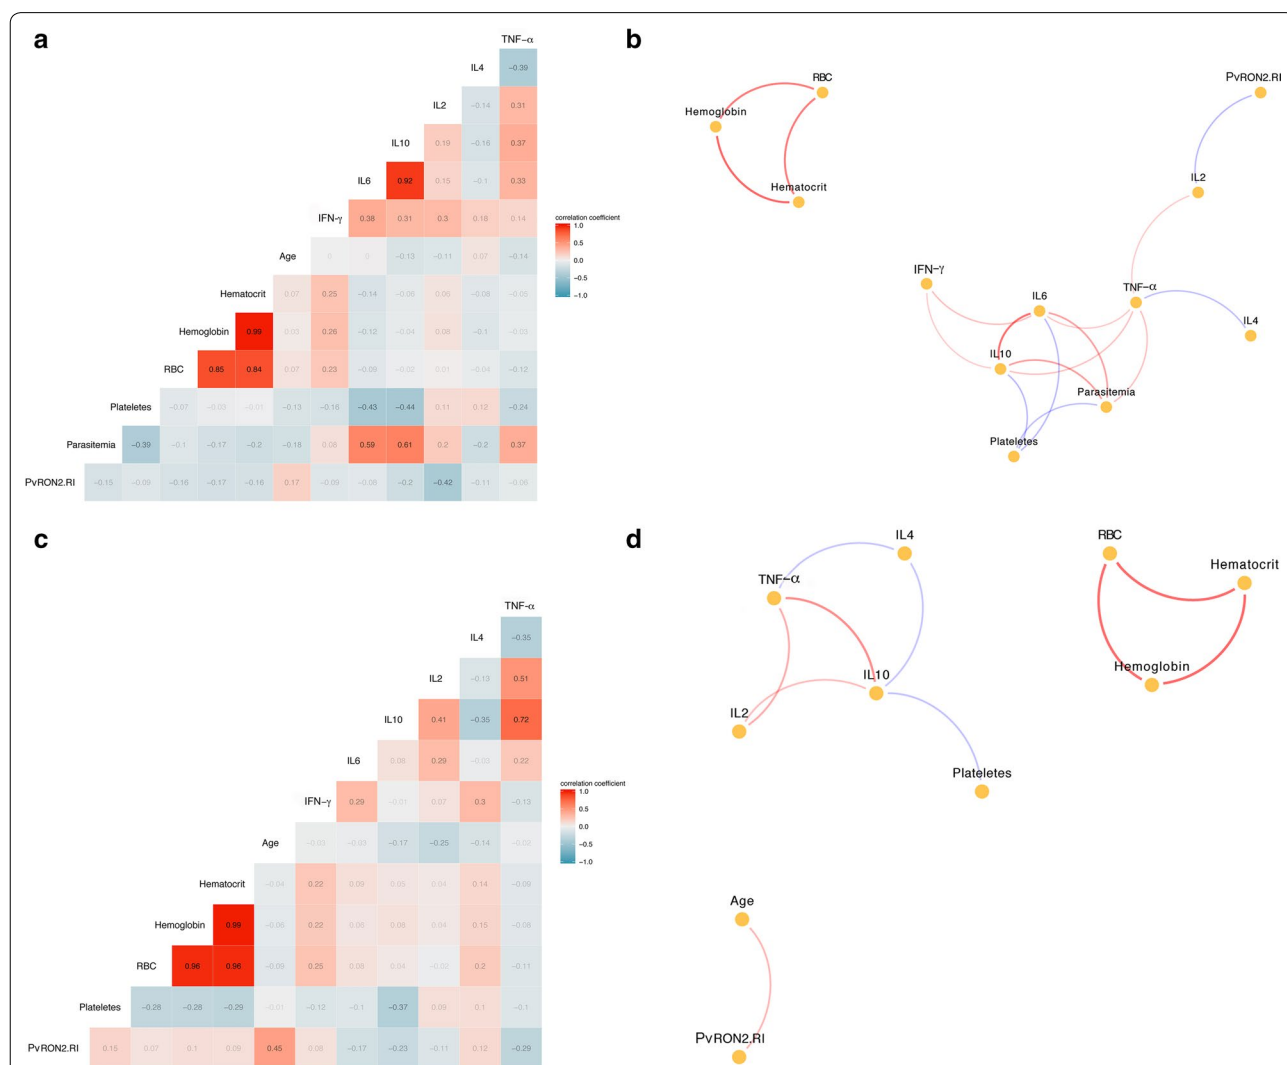 a
TNF-α
IL4 -0.39
IL2 -0.14 0.31
IL10 0.19 -0.16 0.37
IL6 0.92 0.15 -0.1 0.33
IFN-γ 0.38 0.31 0.3 0.18 0.14
Age 0 0 -0.13 -0.11 0.07 -0.14
Hematocrit 0.07 0.25 -0.14 -0.06 0.08 -0.08 -0.05
Hemoglobin 0.99 0.05 0.26 -0.12 -0.04 0.08 -0.1 -0.03
RBC 0.85 0.84 0.07 0.23 -0.09 -0.02 0.01 -0.04 -0.12
Plateletes -0.07 -0.03 -0.01 -0.13 -0.16 -0.43 -0.44 0.11 0.12 -0.24
Parasitemia -0.39 -0.1 -0.17 -0.2 -0.18 0.08 0.59 0.61 0.2 -0.2 0.37
PvRON2.RI -0.15 -0.09 -0.16 -0.17 -0.16 0.17 -0.09 -0.08 -0.2 -0.42 -0.11 -0.08
correlation coefficient
1.0
0.5
0.0
-0.5
-1.0
b
RBC
Hemoglobin
Hematocrit
PvRON2.RI
IL2
IFN-γ
IL6
TNF-α
IL4
IL10
Parasitemia
Plateletes
c
TNF-α
IL4 -0.35
IL2 -0.13 0.51
IL10 0.41 -0.35 0.72
IL6 0.08 0.29 -0.03 0.22
IFN-γ 0.29 -0.01 0.07 0.3 -0.13
Age -0.03 -0.03 -0.17 -0.25 -0.14 -0.02
Hematocrit -0.04 0.22 0.09 0.05 0.04 0.14 -0.09
Hemoglobin 0.99 -0.06 0.22 0.06 0.06 0.04 0.15 -0.08
RBC 0.96 0.96 -0.09 0.25 0.08 0.04 -0.02 0.2 -0.11
Plateletes -0.28 -0.28 -0.29 -0.01 -0.12 -0.1 -0.37 0.09 0.1 -0.1
PvRON2.RI 0.15 0.07 0.1 0.09 0.45 0.08 -0.17 -0.23 -0.11 0.12 -0.29
correlation coefficient
1.0
0.5
0.0
-0.5
-1.0
d
IL4
TNF-α
IL10
IL2
Plateletes
RBC
Hematocrit
Hemoglobin
Age
PvRON2.RI